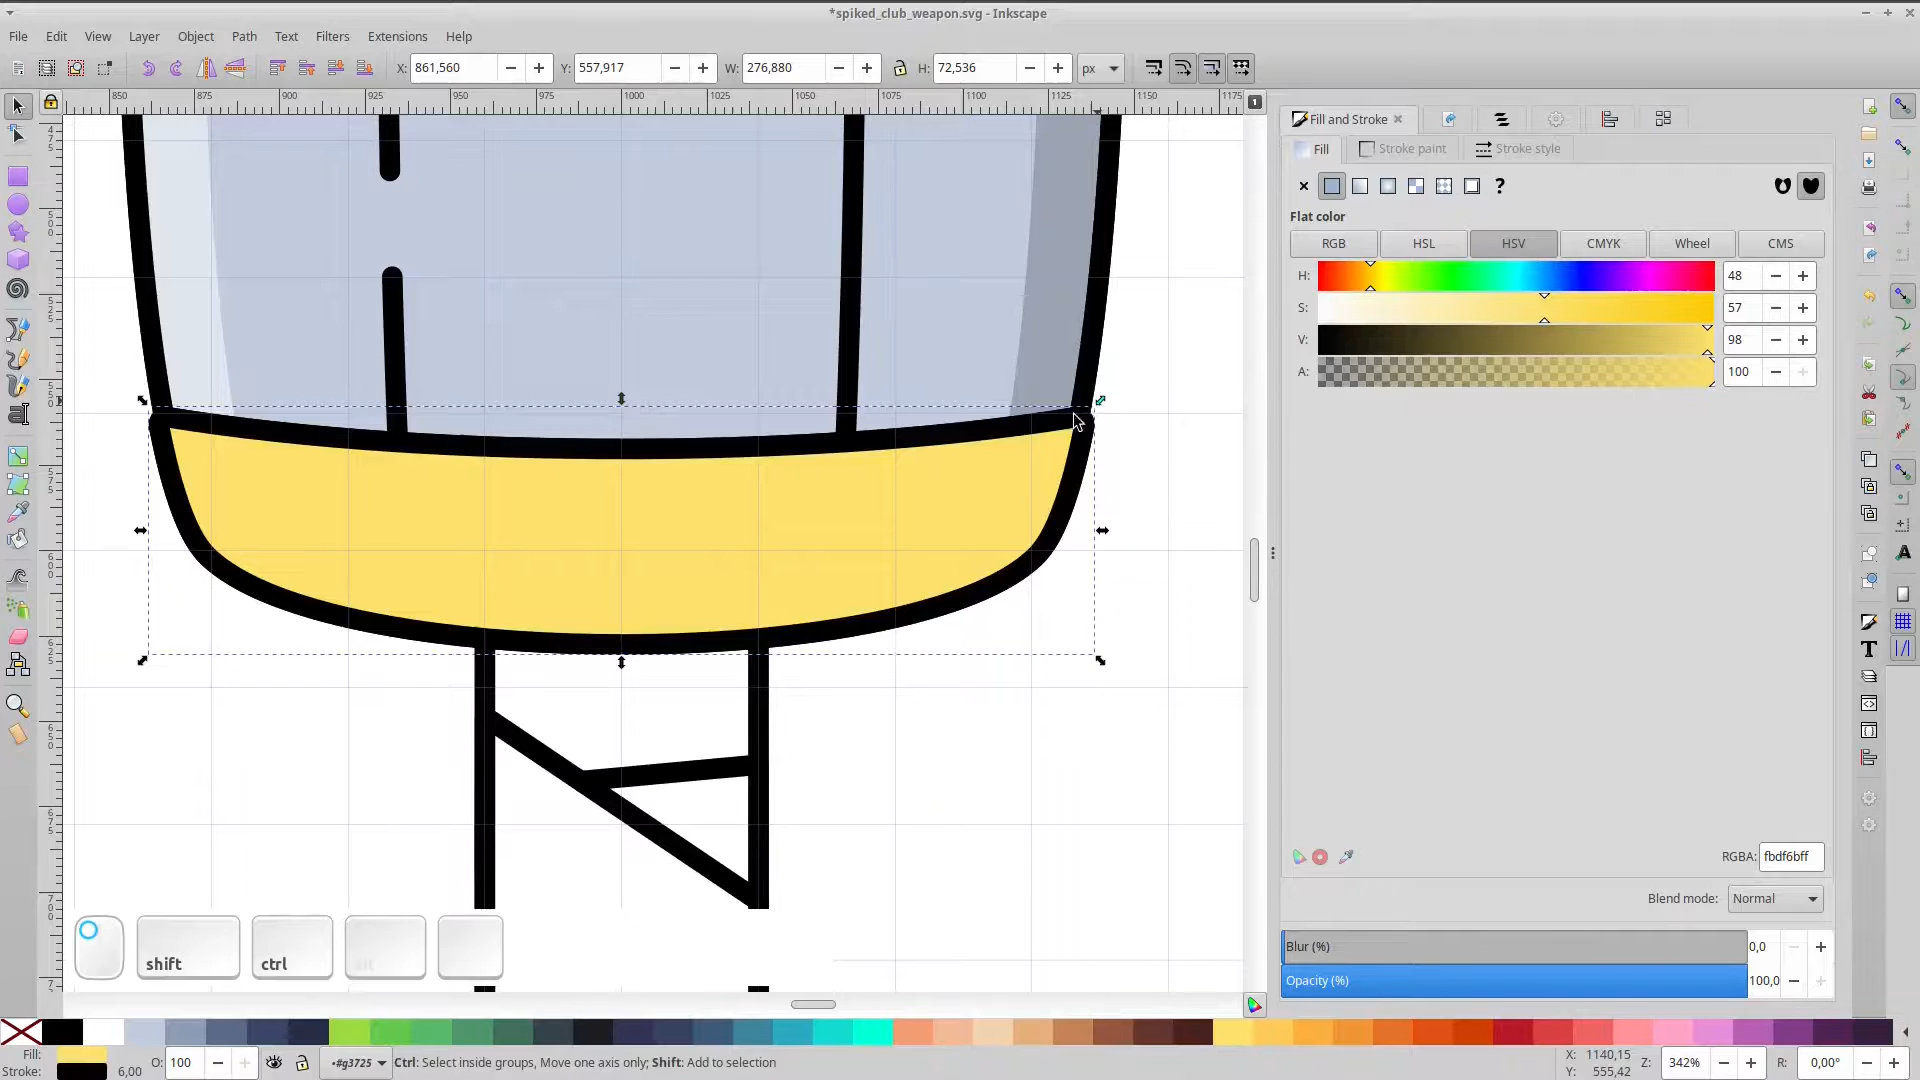 *spiked_club_weapon.svg - Inkscape
File Edit View Layer Object Path Text Filters Extensions Help
X: 861,560 Y: 557,917 W: 276,880 H: 72,536 px
850 875 900 925 950 975 1000 1025 1050 1075 1100 1125 1150 1175 1
Fill and Stroke
Fill Stroke paint Stroke style
?
Flat color
RGB HSL HSV CMYK Wheel CMS
H: 48
S: 57
V: 98
A: 100
RGBA: fbdf6bff
Blend mode: Normal
Blur (%) 0,0
Opacity (%) 100,0
shift ctrl alt
Fill: O: 100 •#g3725 Ctrl: Select inside groups, Move one axis only; Shift: Add to selection X: 1140,15 Z: 342% R: 0,00°
Stroke: 6,00 Y: 555,42